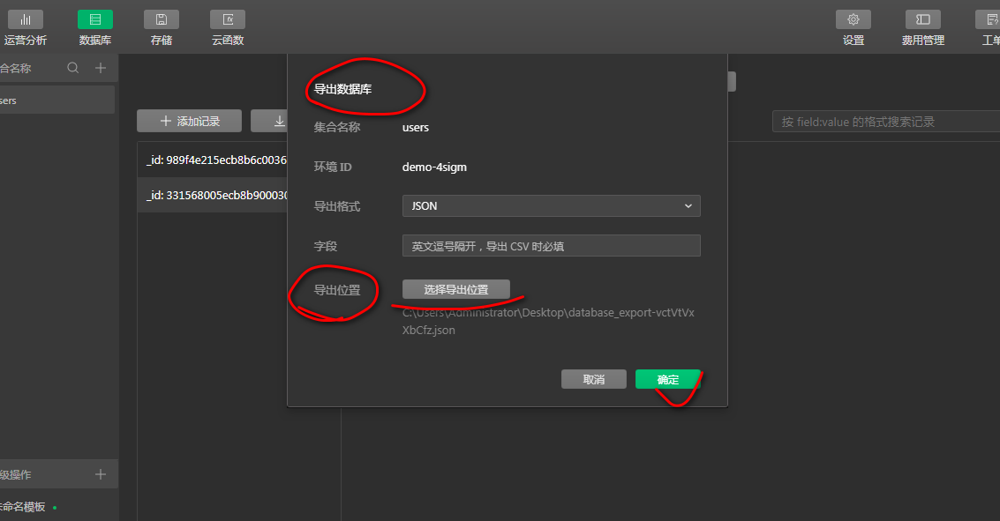 运营分析 数据库 存储 云函数 设置 费用管理 工单
合名称
sers
导出数据库
添加记录
按 field:value 的格式搜索记录
集合名称 users
_id: 989f4e215ecb8b6c0036
环境 ID demo-4sigm
_id: 331568005ecb8b900030
导出格式 JSON
字段 英文逗号隔开，导出 CSV 时必填
导出位置 选择导出位置
C:\Users\Administrator\Desktop\database_export-vctVtVx
XbCfz.json
取消 确定
级操作
未命名模板